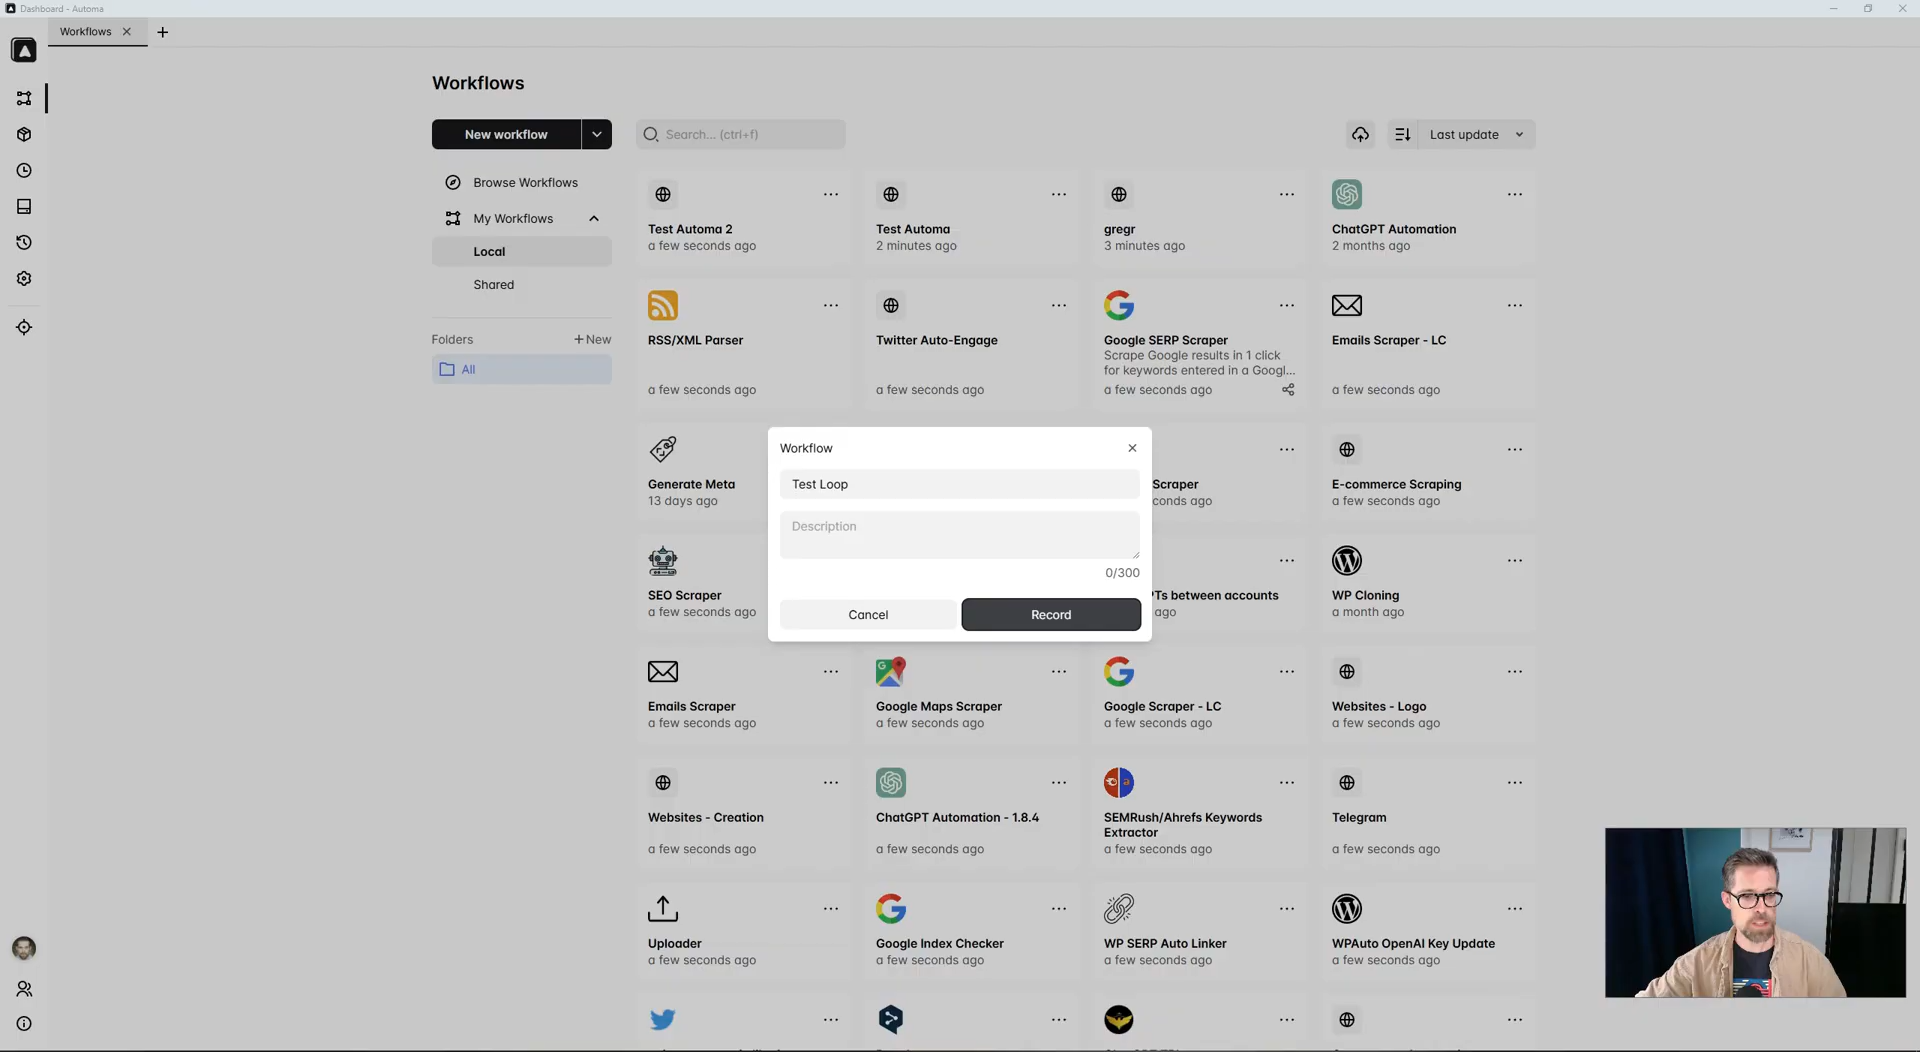 Dashboard - Automa
Workflows
Workflows
New workflow
Search... (ctrl+f)
Last update
Browse Workflows
My Workflows
Local
Shared
Folders
+ New
All
Test Automa 2
a few seconds ago
Test Automa
2 minutes ago
gregr
3 minutes ago
ChatGPT Automation
2 months ago
RSS/XML Parser
a few seconds ago
Twitter Auto-Engage
a few seconds ago
Google SERP Scraper
Scrape Google results in 1 click
for keywords entered in a Googl...
a few seconds ago
Emails Scraper - LC
a few seconds ago
Workflow
Test Loop
Description
0/300
Cancel
Record
Generate Meta
13 days ago
Scraper
conds ago
E-commerce Scraping
a few seconds ago
SEO Scraper
a few seconds ago
PTs between accounts
ago
WP Cloning
a month ago
Emails Scraper
a few seconds ago
Google Maps Scraper
a few seconds ago
Google Scraper - LC
a few seconds ago
Websites - Logo
a few seconds ago
Websites - Creation
a few seconds ago
ChatGPT Automation - 1.8.4
a few seconds ago
SEMRush/Ahrefs Keywords
Extractor
a few seconds ago
Telegram
a few seconds ago
Uploader
a few seconds ago
Google Index Checker
a few seconds ago
WP SERP Auto Linker
a few seconds ago
WPAuto OpenAI Key Update
a few seconds ago